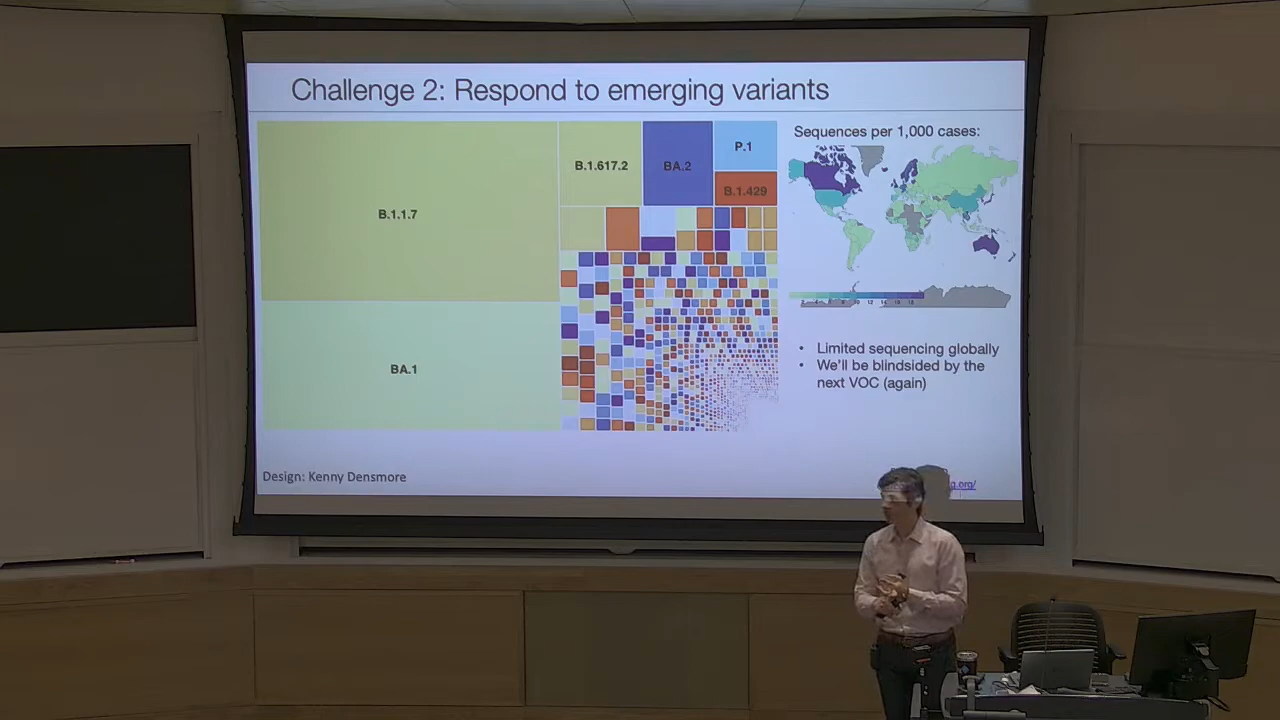 Challenge 2: Respond to emerging variants
B.1.1.7
B.1.617.2
BA.2
P.1
B.1.429
BA.1
Sequences per 1,000 cases:
• Limited sequencing globally
• We'll be blindsided by the
next VOC (again)
Design: Kenny Densmore
.org/